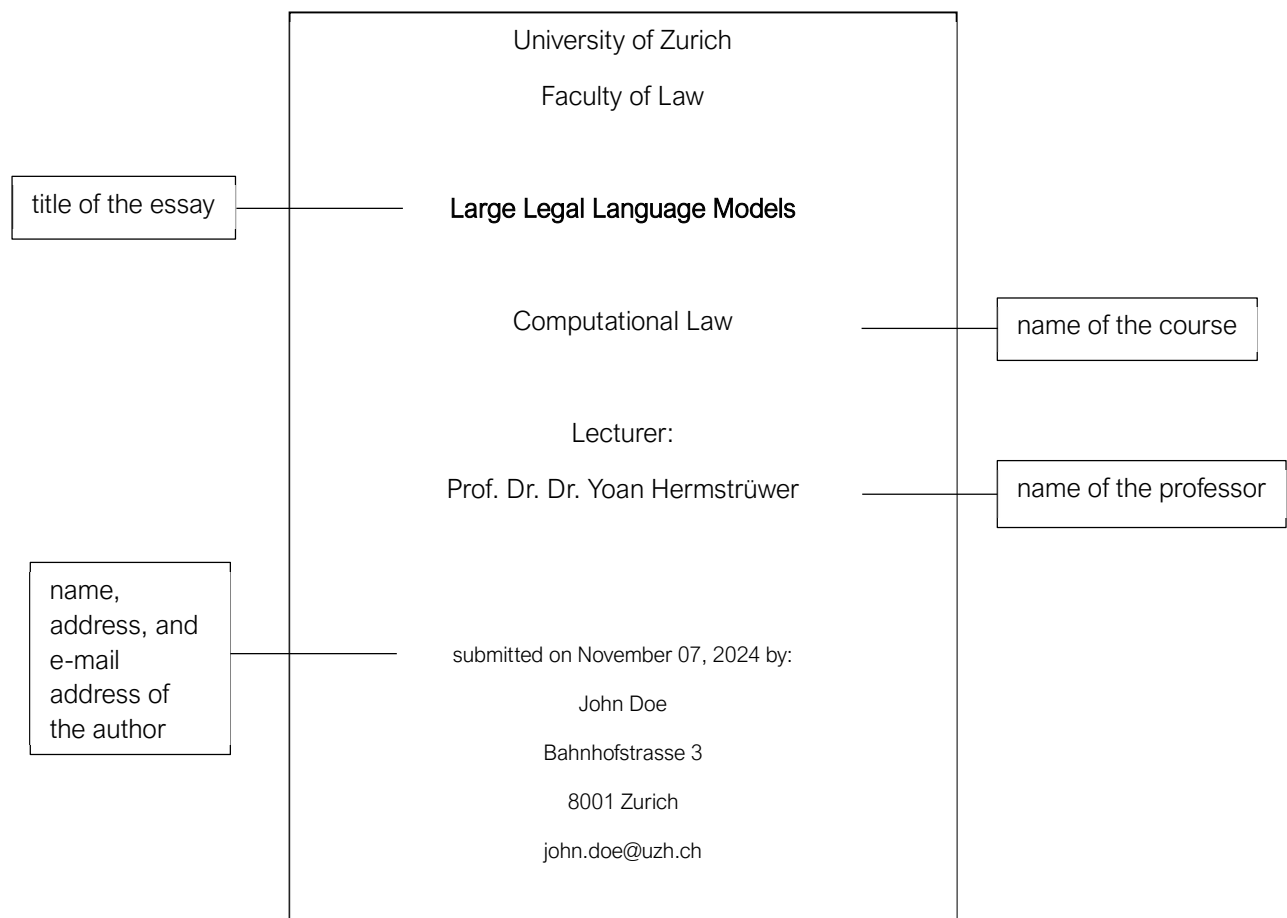 University of Zurich
Faculty of Law
title of the essay
Large Legal Language Models
Computational Law
name of the course
Lecturer:
Prof. Dr. Dr. Yoan Hermstrüwer
name of the professor
name,
address, and
e-mail
address of
the author
submitted on November 07, 2024 by:
John Doe
Bahnhofstrasse 3
8001 Zurich
john.doe@uzh.ch